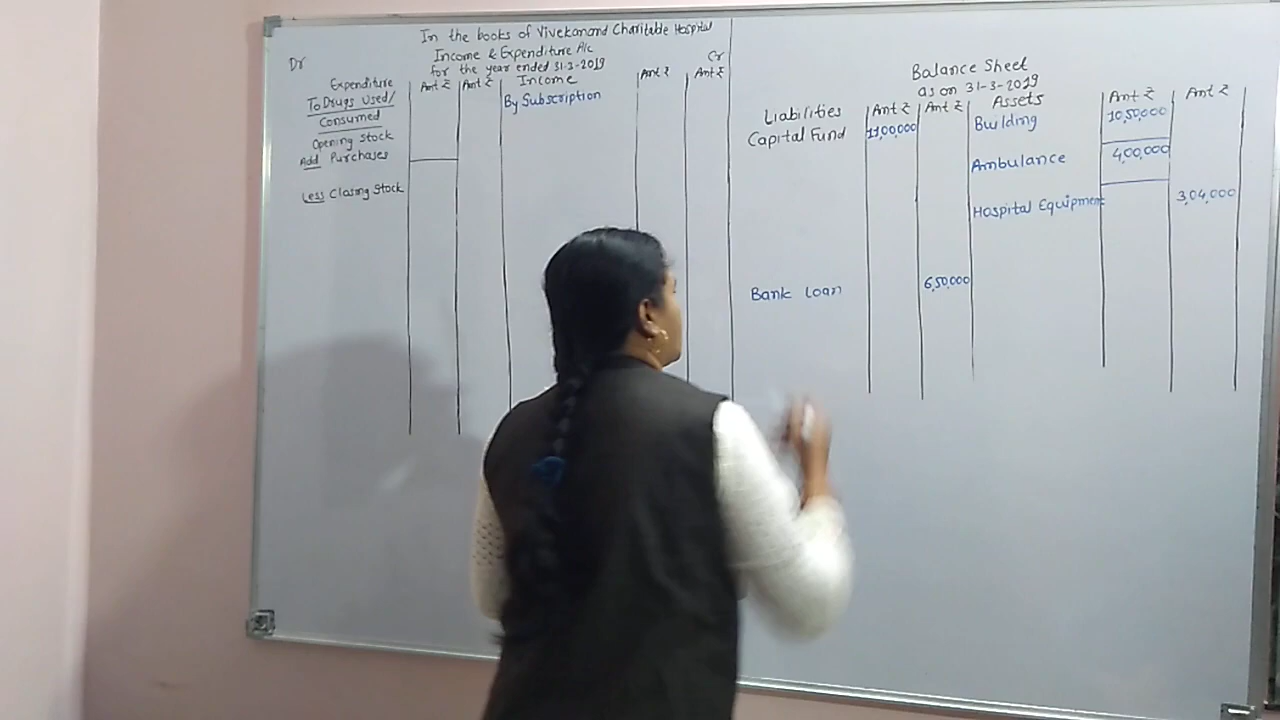 In the books of Vivekanand Charitable Hospital
Income & Expenditure A/c
for the year ended 31-3-2019
Dr
Cr
Expenditure Amt ₹ Amt ₹ Income Amt ₹ Amt ₹
To Drugs Used/ By Subscription
Consumed
Opening Stock
Add Purchases
Less Closing Stock
Balance Sheet
as on 31-3-2019
Liabilities Amt ₹ Amt ₹ Assets Amt ₹ Amt ₹
Capital Fund 11,00,000 Building 10,50,000
Ambulance 4,00,000
Hospital Equipment 3,04,000
Bank Loan 6,50,000